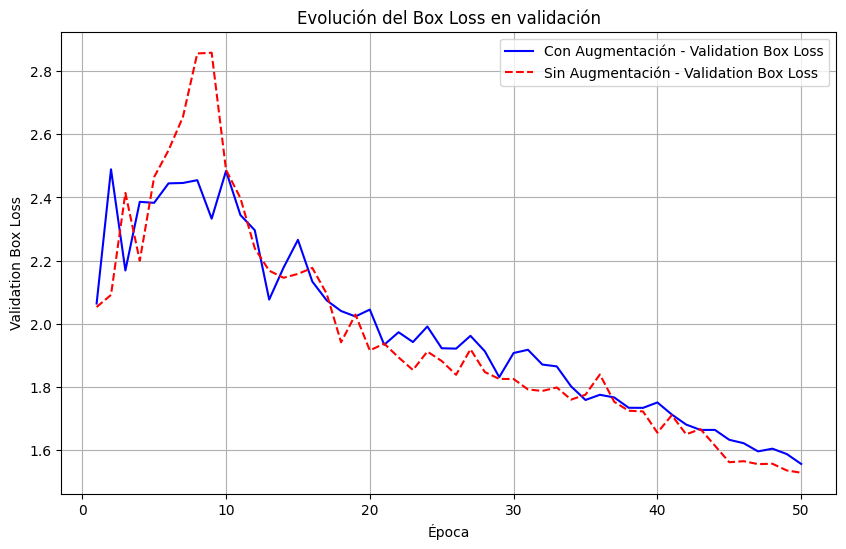 Evolución del Box Loss en validación
Con Augmentación - Validation Box Loss
Sin Augmentación - Validation Box Loss
Validation Box Loss
2.8
2.6
2.4
2.2
2.0
1.8
1.6
0 10 20 30 40 50
Época